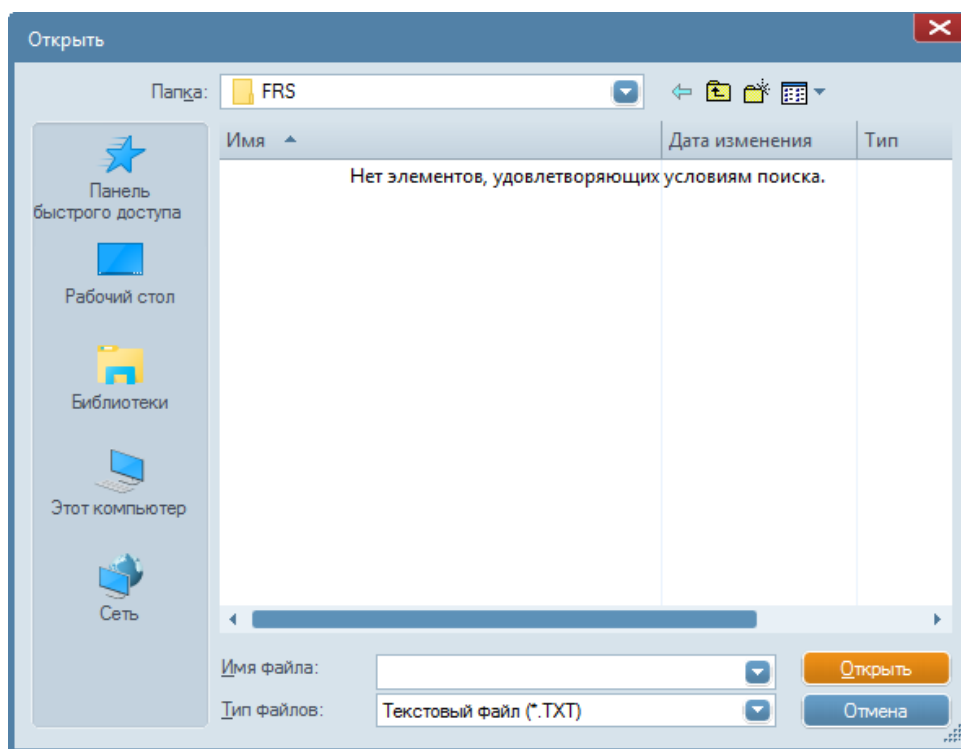 Открыть
Папка: FRS
Имя Дата изменения Тип
Нет элементов, удовлетворяющих условиям поиска.
Панель
быстрого доступа
Рабочий стол
Библиотеки
Этот компьютер
Сеть
Имя файла: Открыть
Тип файлов: Текстовый файл (*.TXT) Отмена